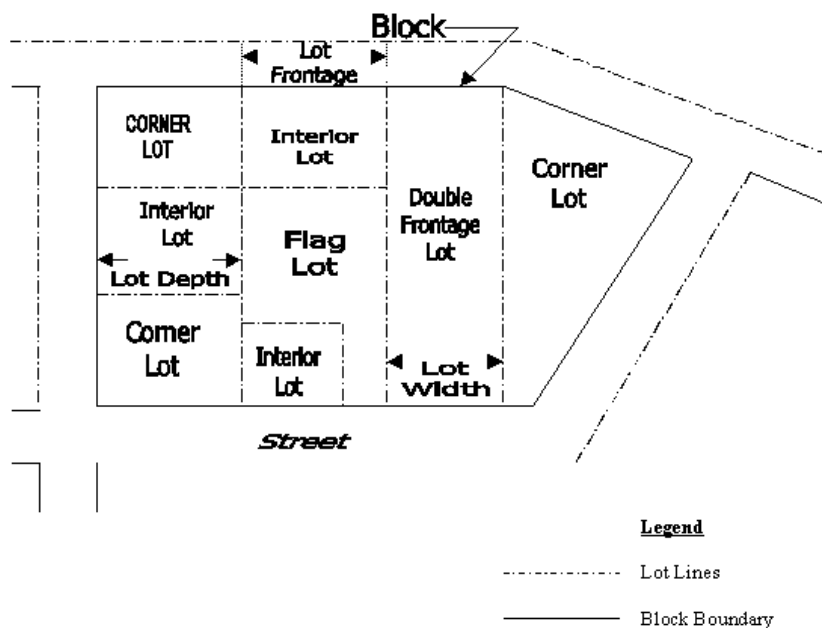 Block
Lot
Frontage
CORNER
LOT
Interior
Lot
Corner
Lot
Interior
Lot
Double
Frontage
Lot
Flag
Lot
Lot Depth
Corner
Lot
Interior
Lot
Lot
Width
Street
Legend
Lot Lines
Block Boundary